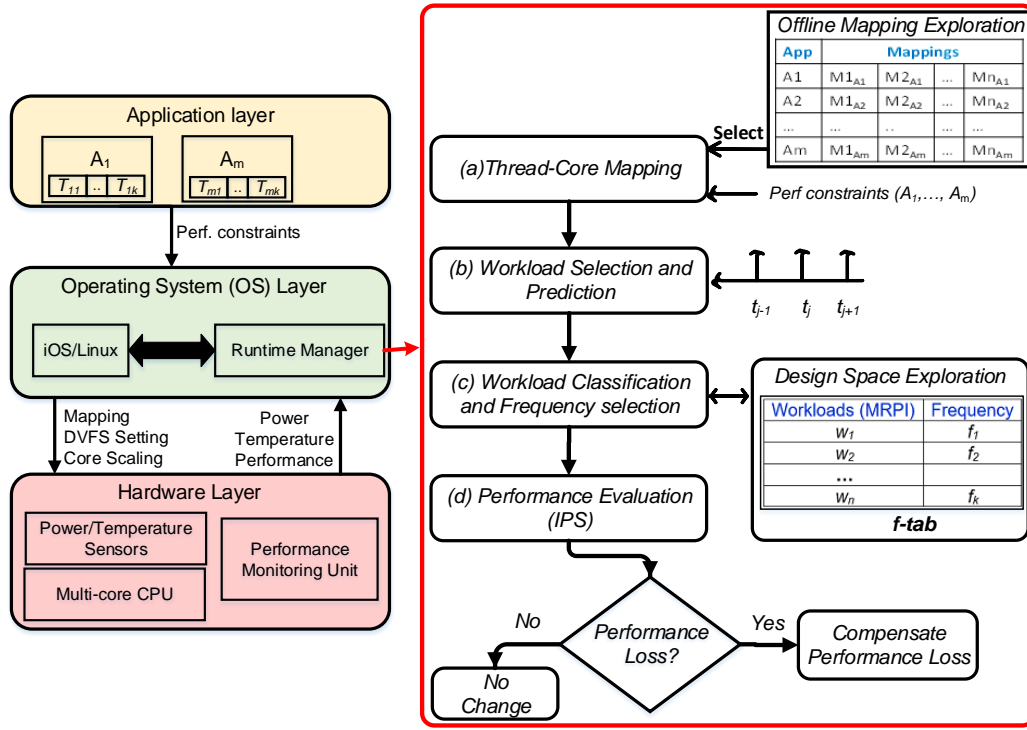 Application layer
A1
T11 .. T1k
Am
Tm1 .. Tmk
Perf. constraints
Operating System (OS) Layer
iOS/Linux
Runtime Manager
Mapping
DVFS Setting
Core Scaling
Power
Temperature
Performance
Hardware Layer
Power/Temperature
Sensors
Multi-core CPU
Performance
Monitoring Unit
Offline Mapping Exploration
App Mappings
A1 M1A1 M2A1 ... MnA1
A2 M1A2 M2A2 ... MnA2
... ... .. ... ...
Am M1Am M2Am ... MnAm
Select
(a)Thread-Core Mapping
Perf constraints (A1,..., Am)
(b) Workload Selection and
Prediction
tj-1 tj tj+1
(c) Workload Classification
and Frequency selection
Design Space Exploration
Workloads (MRPI) Frequency
w1 f1
w2 f2
...
wn fk
f-tab
(d) Performance Evaluation
(IPS)
Performance
Loss?
No
Yes
No
Change
Compensate
Performance Loss